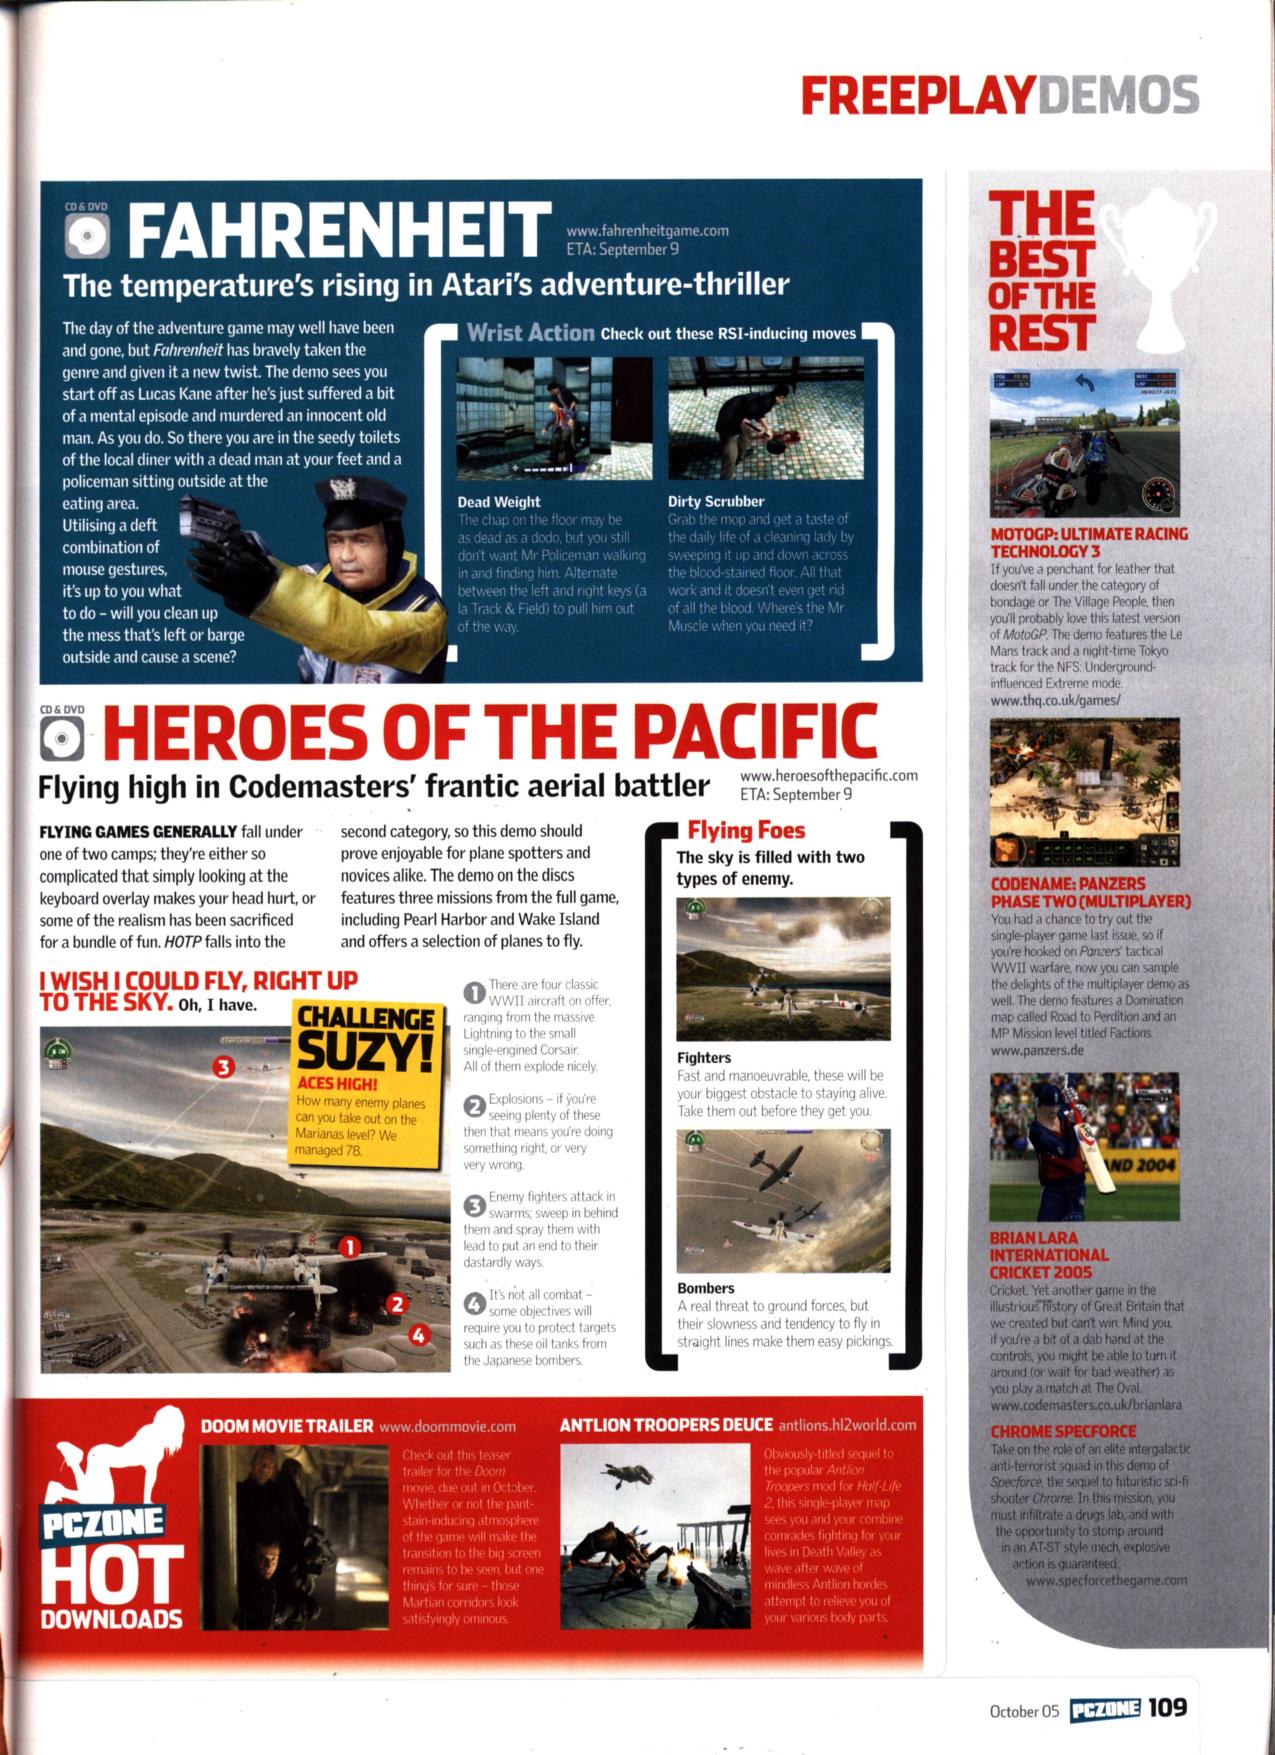 FREEPLAYDEMOS
CD & DVD
FAHRENHEIT
www.fahrenheitgame.com
ETA: September 9
The temperature's rising in Atari's adventure-thriller
The day of the adventure game may well have been
and gone, but Fahrenheit has bravely taken the
genre and given it a new twist. The demo sees you
start off as Lucas Kane after he's just suffered a bit
of a mental episode and murdered an innocent old
man. As you do. So there you are in the seedy toilets
of the local diner with a dead man at your feet and a
policeman sitting outside at the
eating area.
Utilising a deft
combination of
mouse gestures,
it's up to you what
to do – will you clean up
the mess that's left or barge
outside and cause a scene?
Wrist Action Check out these RSI-inducing moves
Dead Weight
The chap on the floor may be
as dead as a dodo, but you still
don't want Mr Policeman walking
in and finding him. Alternate
between the left and right keys (a
la Track & Field) to pull him out
of the way.
Dirty Scrubber
Grab the mop and get a taste of
the daily life of a cleaning lady by
sweeping it up and down across
the blood-stained floor. All that
work and it doesn't even get rid
of all the blood. Where's the Mr
Muscle when you need it?
CD & DVD
HEROES OF THE PACIFIC
Flying high in Codemasters' frantic aerial battler
www.heroesofthepacific.com
ETA: September 9
FLYING GAMES GENERALLY fall under
one of two camps; they're either so
complicated that simply looking at the
keyboard overlay makes your head hurt, or
some of the realism has been sacrificed
for a bundle of fun. HOTP falls into the
second category, so this demo should
prove enjoyable for plane spotters and
novices alike. The demo on the discs
features three missions from the full game,
including Pearl Harbor and Wake Island
and offers a selection of planes to fly.
I WISH I COULD FLY, RIGHT UP
TO THE SKY. Oh, I have.
CHALLENGE
SUZY!
ACES HIGH!
How many enemy planes
can you take out on the
Marianas level? We
managed 78.
3
1
2
4
1 There are four classic
WWII aircraft on offer,
ranging from the massive
Lightning to the small
single-engined Corsair.
All of them explode nicely.
2 Explosions – if you're
seeing plenty of these
then that means you're doing
something right, or very
very wrong.
3 Enemy fighters attack in
swarms; sweep in behind
them and spray them with
lead to put an end to their
dastardly ways.
4 It's not all combat –
some objectives will
require you to protect targets
such as these oil tanks from
the Japanese bombers.
Flying Foes
The sky is filled with two
types of enemy.
Fighters
Fast and manoeuvrable, these will be
your biggest obstacle to staying alive.
Take them out before they get you.
Bombers
A real threat to ground forces, but
their slowness and tendency to fly in
straight lines make them easy pickings.
PCZONE
HOT
DOWNLOADS
DOOM MOVIE TRAILER www.doommovie.com
Check out this teaser
trailer for the Doom
movie, due out in October.
Whether or not the pant-
stain-inducing atmosphere
of the game will make the
transition to the big screen
remains to be seen, but one
thing's for sure – those
Martian corridors look
satisfyingly ominous.
ANTLION TROOPERS DEUCE antlions.hl2world.com
Obviously-titled sequel to
the popular Antlion
Troopers mod for Half-Life
2, this single-player map
sees you and your combine
comrades fighting for your
lives in Death Valley as
wave after wave of
mindless Antlion hordes
attempt to relieve you of
your various body parts.
THE
BEST
OF THE
REST
MOTOGP: ULTIMATE RACING
TECHNOLOGY 3
If you've a penchant for leather that
doesn't fall under the category of
bondage or The Village People, then
you'll probably love this latest version
of MotoGP. The demo features the Le
Mans track and a night-time Tokyo
track for the NFS: Underground-
influenced Extreme mode.
www.thq.co.uk/games/
CODENAME: PANZERS
PHASE TWO (MULTIPLAYER)
You had a chance to try out the
single-player game last issue, so if
you're hooked on Panzers' tactical
WWII warfare, now you can sample
the delights of the multiplayer demo as
well. The demo features a Domination
map called Road to Perdition and an
MP Mission level titled Factions.
www.panzers.de
AND 2004
BRIAN LARA
INTERNATIONAL
CRICKET 2005
Cricket. Yet another game in the
illustrious history of Great Britain that
we created but can't win. Mind you,
if you're a bit of a dab hand at the
controls, you might be able to turn it
around (or wait for bad weather) as
you play a match at The Oval.
www.codemasters.co.uk/brianlara
CHROME SPECFORCE
Take on the role of an elite intergalactic
anti-terrorist squad in this demo of
Specforce, the sequel to futuristic sci-fi
shooter Chrome. In this mission, you
must infiltrate a drugs lab, and with
the opportunity to stomp around
in an AT-ST style mech, explosive
action is guaranteed.
www.specforcethegame.com
October 05 PCZONE 109